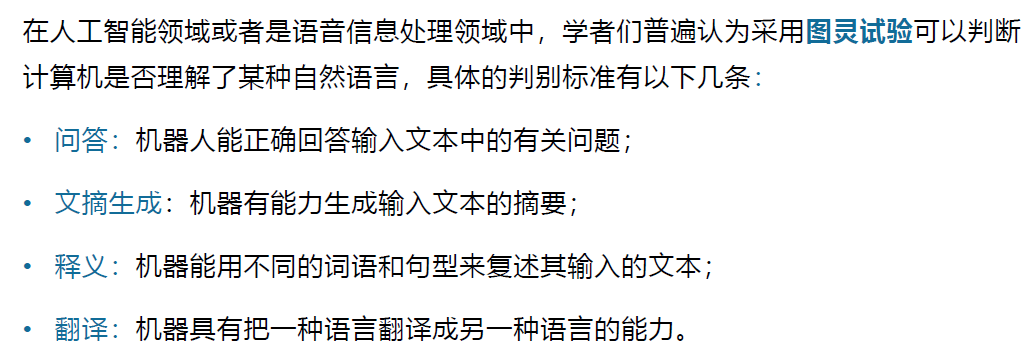 在人工智能领域或者是语音信息处理领域中，学者们普遍认为采用图灵试验可以判断
计算机是否理解了某种自然语言，具体的判别标准有以下几条：
• 问答：机器人能正确回答输入文本中的有关问题；
• 文摘生成：机器有能力生成输入文本的摘要；
• 释义：机器能用不同的词语和句型来复述其输入的文本；
• 翻译：机器具有把一种语言翻译成另一种语言的能力。